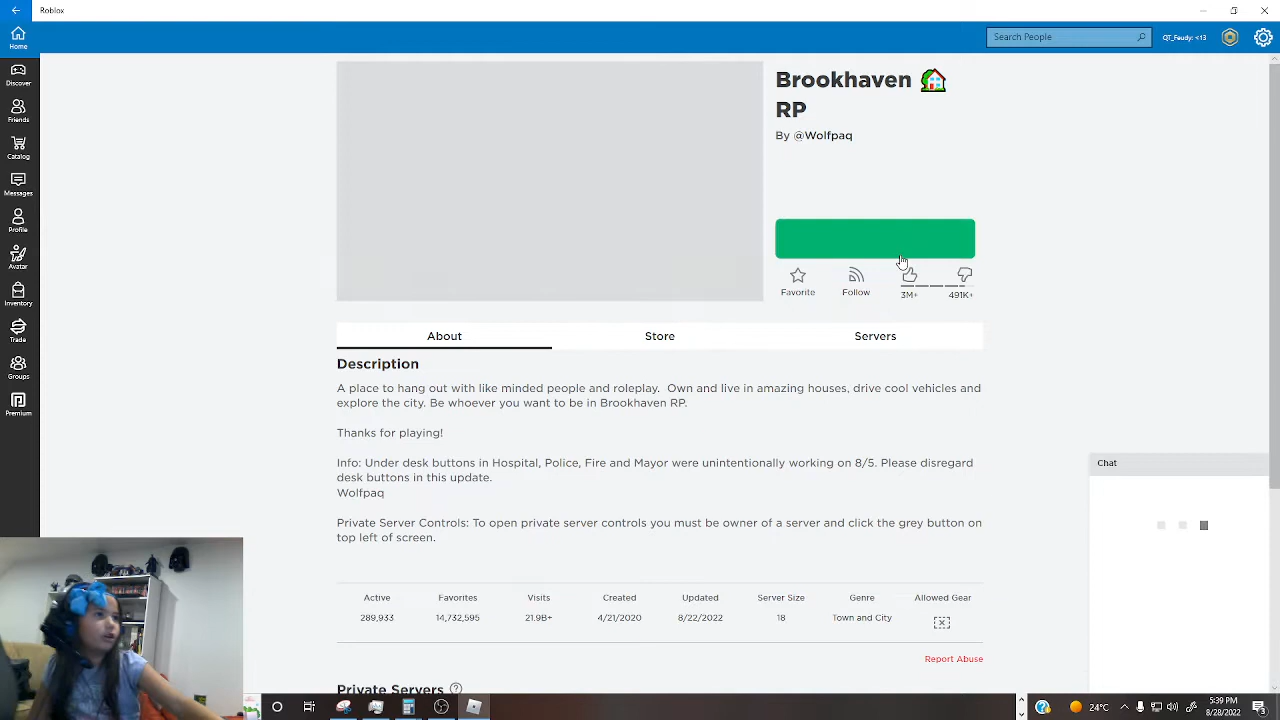 Roblox
Home
Search People
QT_Feudy: <13
Discover
Friends
Catalog
Messages
Profile
Avatar
Inventory
Trade
Groups
Premium
Brookhaven 🏡
RP
By @Wolfpaq
Favorite
Follow
3M+
491K+
About
Store
Servers
Description
A place to hang out with like minded people and roleplay. Own and live in amazing houses, drive cool vehicles and
explore the city. Be whoever you want to be in Brookhaven RP.
Thanks for playing!
Info: Under desk buttons in Hospital, Police, Fire and Mayor were unintentionally working on 8/5. Please disregard
desk buttons in this update.
Wolfpaq
Private Server Controls: To open private server controls you must be owner of a server and click the grey button on
top left of screen.
Active Favorites Visits Created Updated Server Size Genre Allowed Gear
289,933 14,732,595 21.9B+ 4/21/2020 8/22/2022 18 Town and City
Report Abuse
Private Servers
Chat
26°C
5:39 PM
8/28/2022